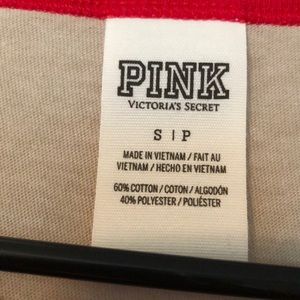 PINK
VICTORIA'S SECRET
S | P
MADE IN VIETNAM / FAIT AU
VIETNAM / HECHO EN VIETNAM
60% COTTON / COTON / ALGODÓN
40% POLYESTER / POLIÉSTER